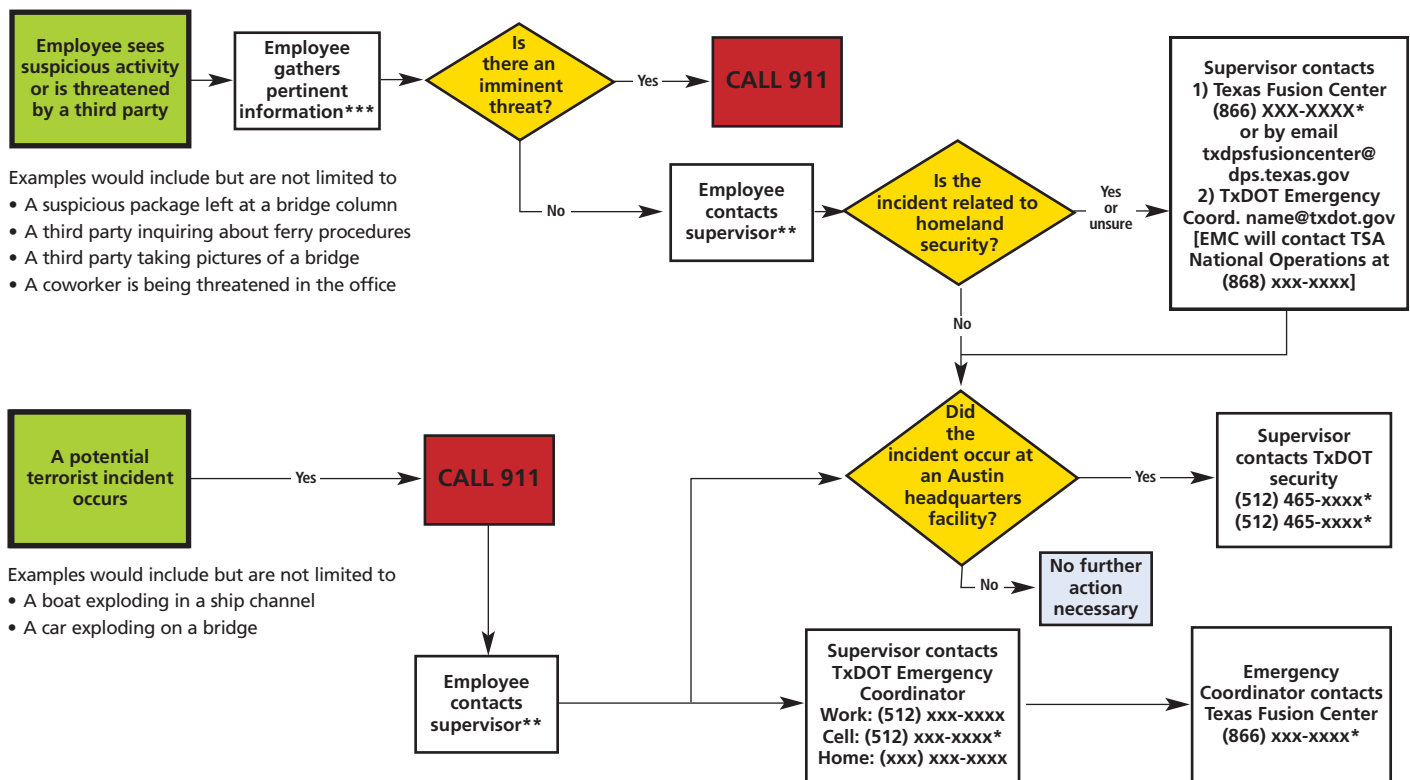 Employee sees
suspicious activity
or is threatened
by a third party
Employee
gathers
pertinent
information***
Is
there an
imminent
threat?
Yes
CALL 911
No
Employee
contacts
supervisor**
Is the
incident related to
homeland
security?
Yes
or
unsure
Supervisor contacts
1) Texas Fusion Center
(866) XXX-XXXX*
or by email
txdpsfusioncenter@
dps.texas.gov
2) TxDOT Emergency
Coord. name@txdot.gov
[EMC will contact TSA
National Operations at
(868) xxx-xxxx]
No
Examples would include but are not limited to
• A suspicious package left at a bridge column
• A third party inquiring about ferry procedures
• A third party taking pictures of a bridge
• A coworker is being threatened in the office
A potential
terrorist incident
occurs
Yes
CALL 911
Did
the
incident occur at
an Austin
headquarters
facility?
Yes
Supervisor
contacts TxDOT
security
(512) 465-xxxx*
(512) 465-xxxx*
No
No further
action
necessary
Examples would include but are not limited to
• A boat exploding in a ship channel
• A car exploding on a bridge
Employee
contacts
supervisor**
Supervisor contacts
TxDOT Emergency
Coordinator
Work: (512) xxx-xxxx
Cell: (512) xxx-xxxx*
Home: (xxx) xxx-xxxx
Emergency
Coordinator contacts
Texas Fusion Center
(866) xxx-xxxx*